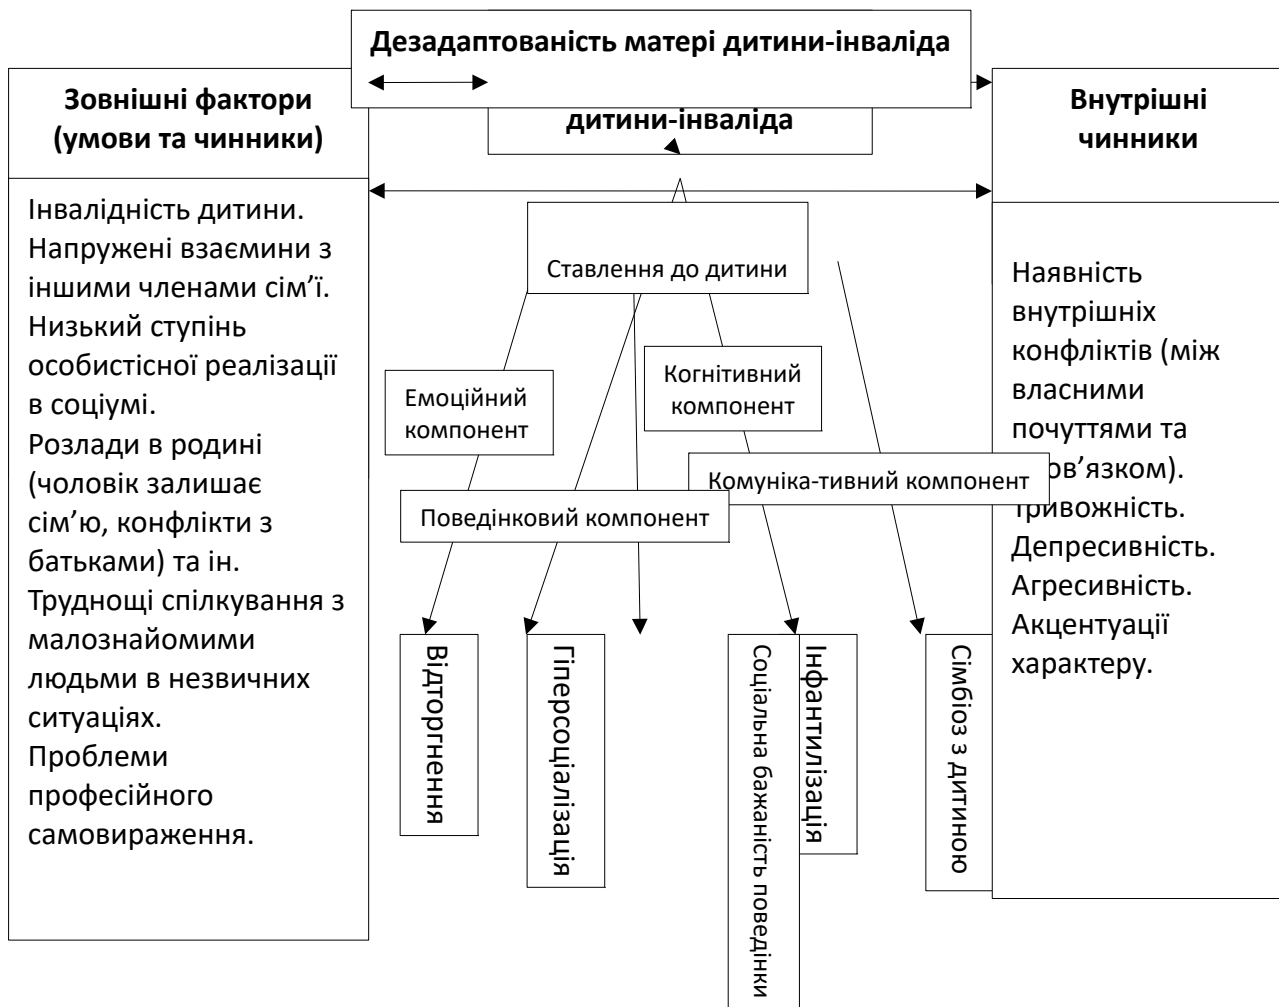 Дезадаптованість матері дитини-інваліда
дитини-інваліда
Зовнішні фактори
(умови та чинники)
Внутрішні
чинники
Інвалідність дитини.
Напружені взаємини з
іншими членами сім’ї.
Низький ступінь
особистісної реалізації
в соціумі.
Розлади в родині
(чоловік залишає
сім’ю, конфлікти з
батьками) та ін.
Труднощі спілкування з
малознайомими
людьми в незвичних
ситуаціях.
Проблеми
професійного
самовираження.
Ставлення до дитини
Емоційний
компонент
Когнітивний
компонент
Поведінковий компонент
Комуніка-тивний компонент
Відторгнення
Гіперсоціалізація
Соціальна бажаність поведінки
Інфантилізація
Сімбіоз з дитиною
Наявність
внутрішніх
конфліктів (між
власними
почуттями та
ов’язком).
Тривожність.
Депресивність.
Агресивність.
Акцентуації
характеру.